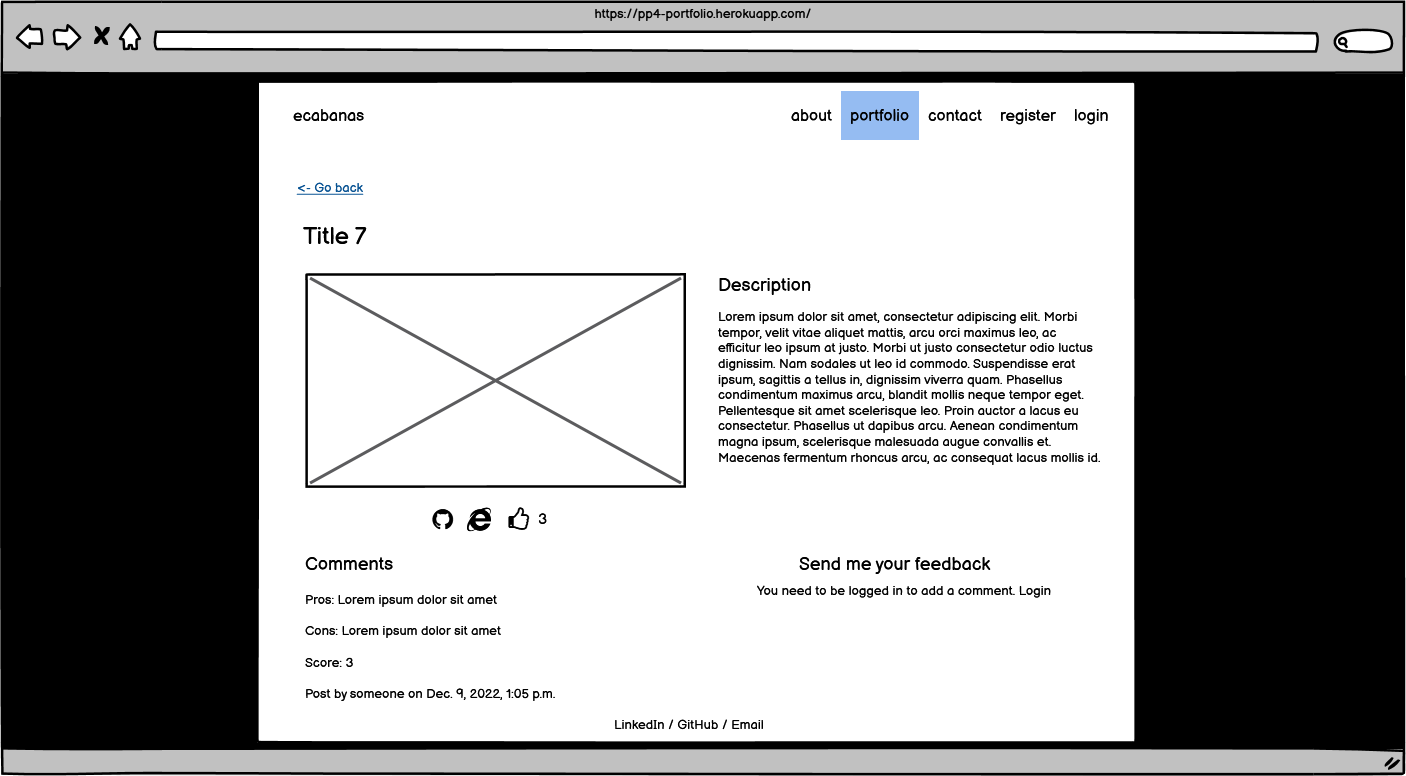 https://pp4-portfolio.herokuapp.com/
ecabanas
about portfolio contact register login
<- Go back
Title 7
Description
Lorem ipsum dolor sit amet, consectetur adipiscing elit. Morbi
tempor, velit vitae aliquet mattis, arcu orci maximus leo, ac
efficitur leo ipsum at justo. Morbi ut justo consectetur odio luctus
dignissim. Nam sodales ut leo id commodo. Suspendisse erat
ipsum, sagittis a tellus in, dignissim viverra quam. Phasellus
condimentum maximus arcu, blandit mollis neque tempor eget.
Pellentesque sit amet scelerisque leo. Proin auctor a lacus eu
consectetur. Phasellus ut dapibus arcu. Aenean condimentum
magna ipsum, scelerisque malesuada augue convallis et.
Maecenas fermentum rhoncus arcu, ac consequat lacus mollis id.
3
Comments
Pros: Lorem ipsum dolor sit amet
Cons: Lorem ipsum dolor sit amet
Score: 3
Post by someone on Dec. 9, 2022, 1:05 p.m.
Send me your feedback
You need to be logged in to add a comment. Login
LinkedIn / GitHub / Email